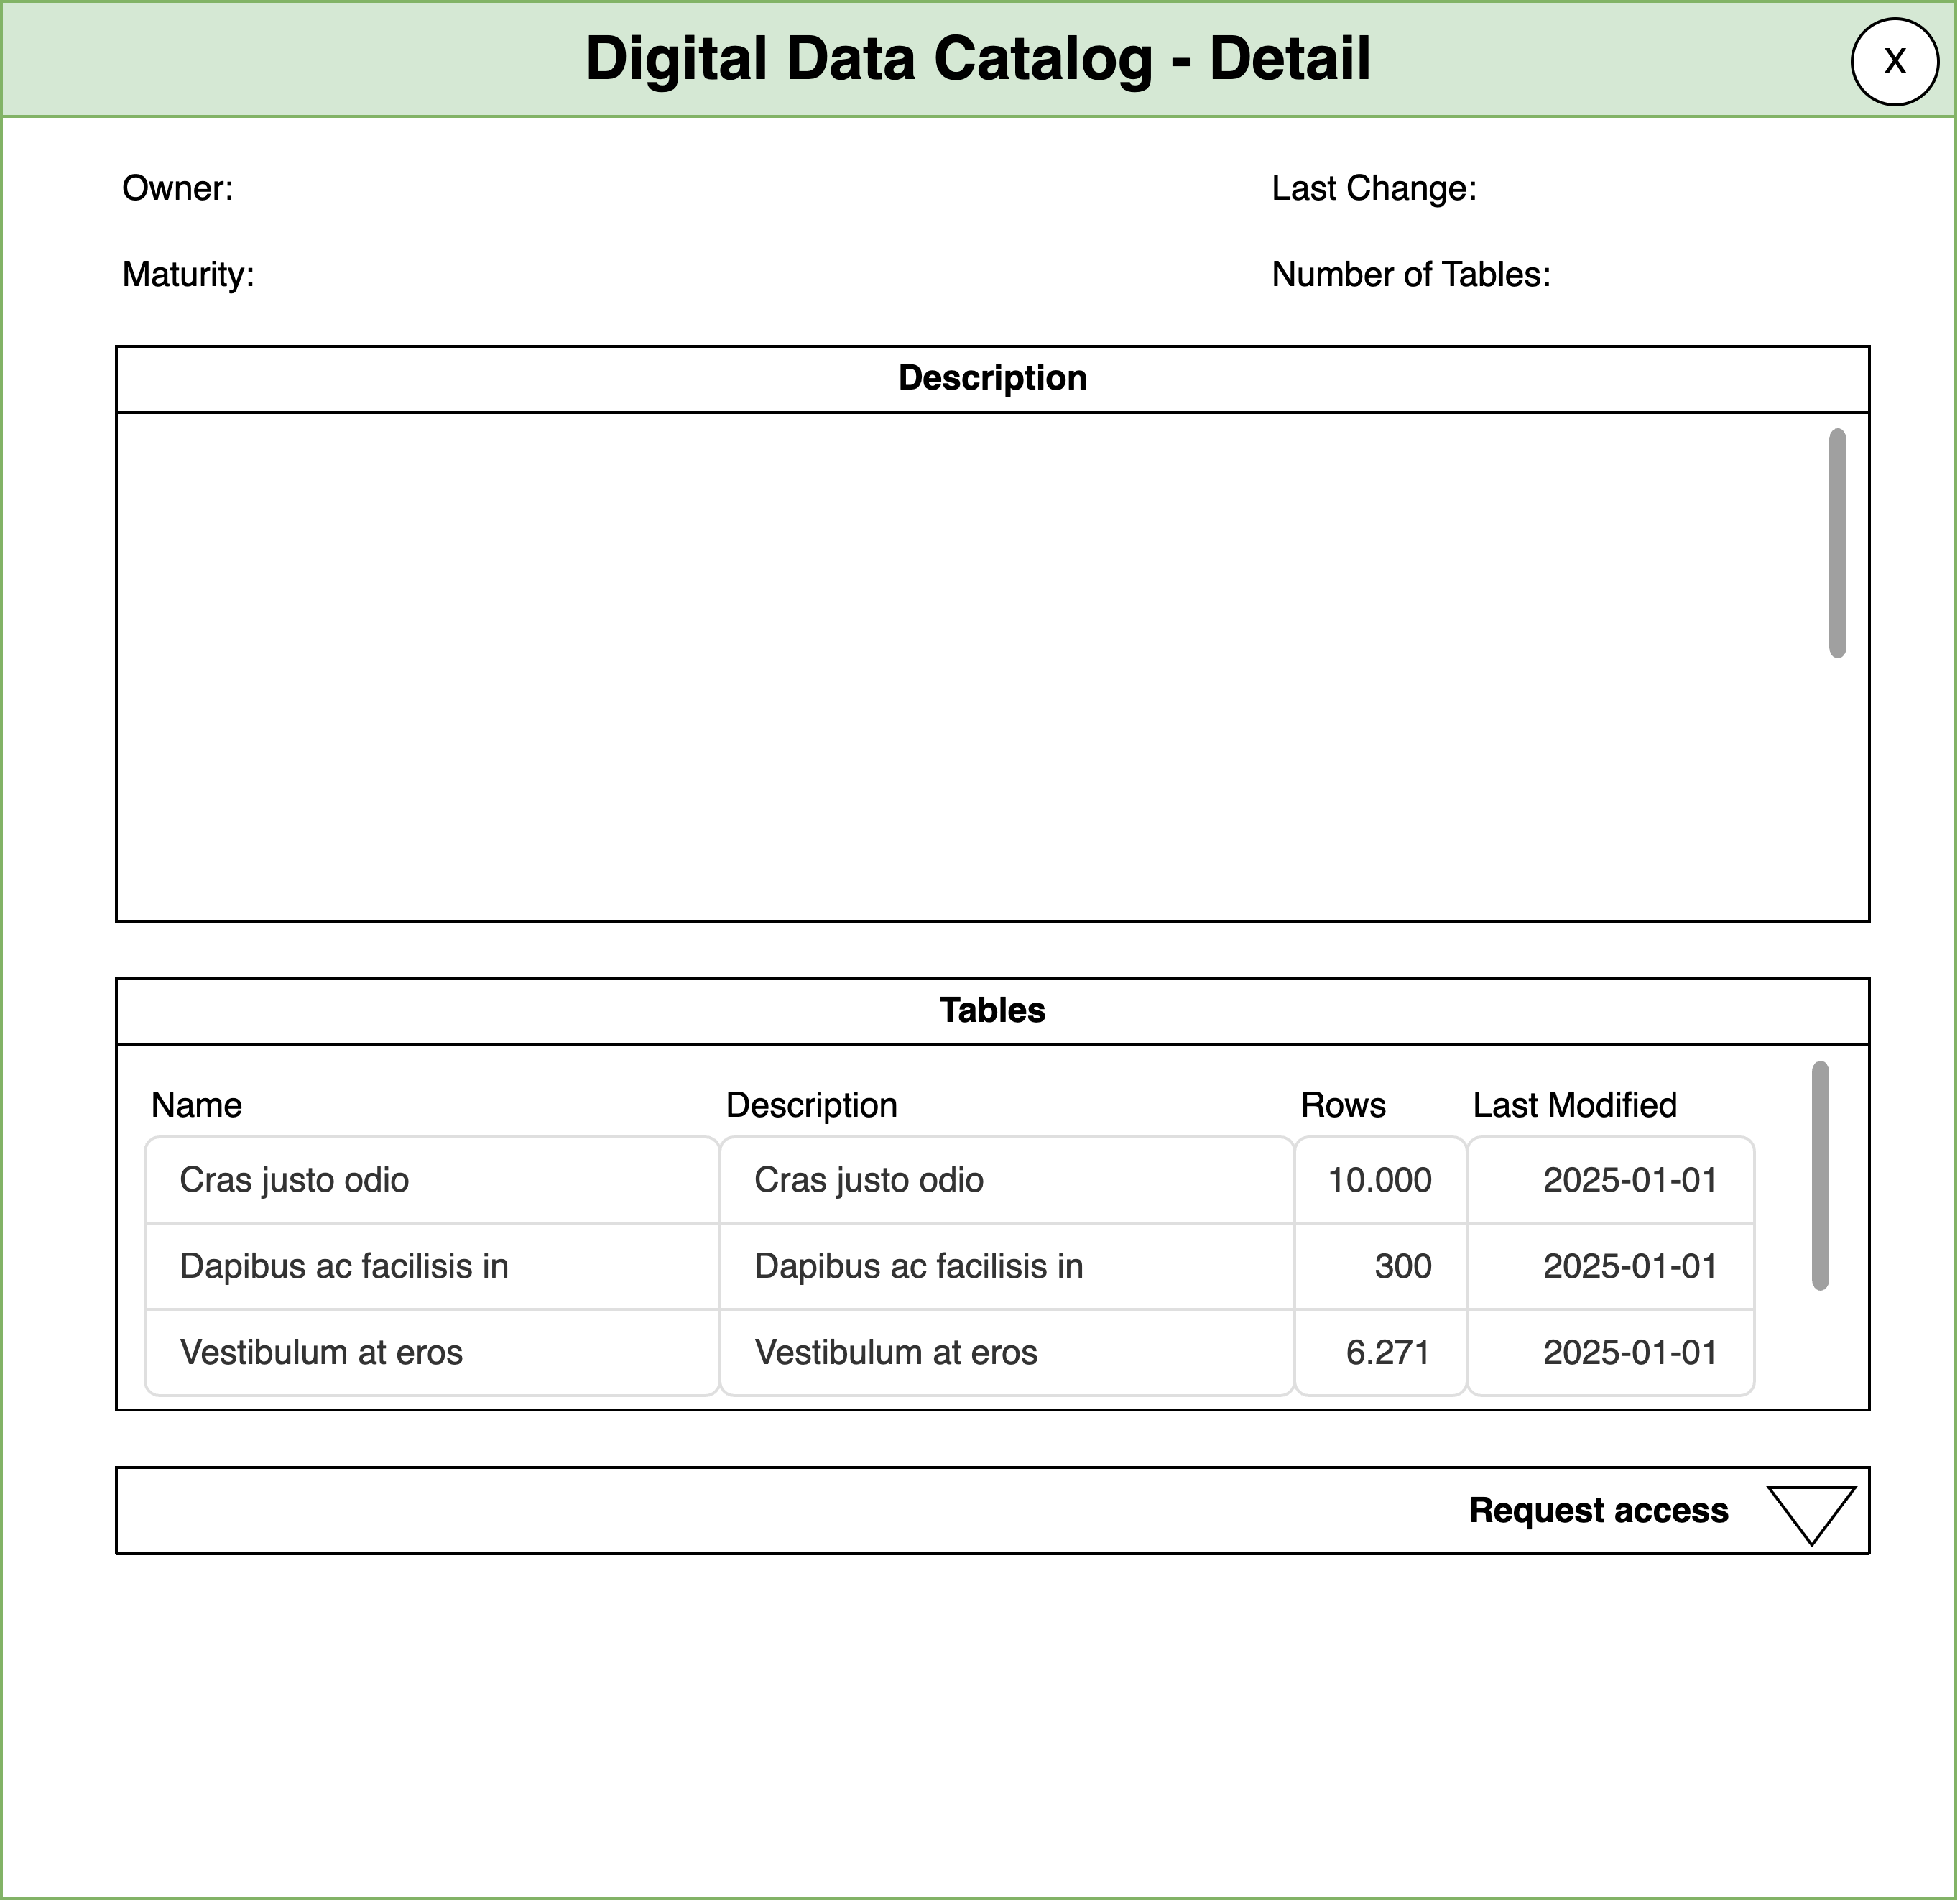 Digital Data Catalog - Detail
X
Owner: Last Change:
Maturity: Number of Tables:
Description
Tables
Name Description Rows Last Modified
Cras justo odio Cras justo odio 10.000 2025-01-01
Dapibus ac facilisis in Dapibus ac facilisis in 300 2025-01-01
Vestibulum at eros Vestibulum at eros 6.271 2025-01-01
Request access